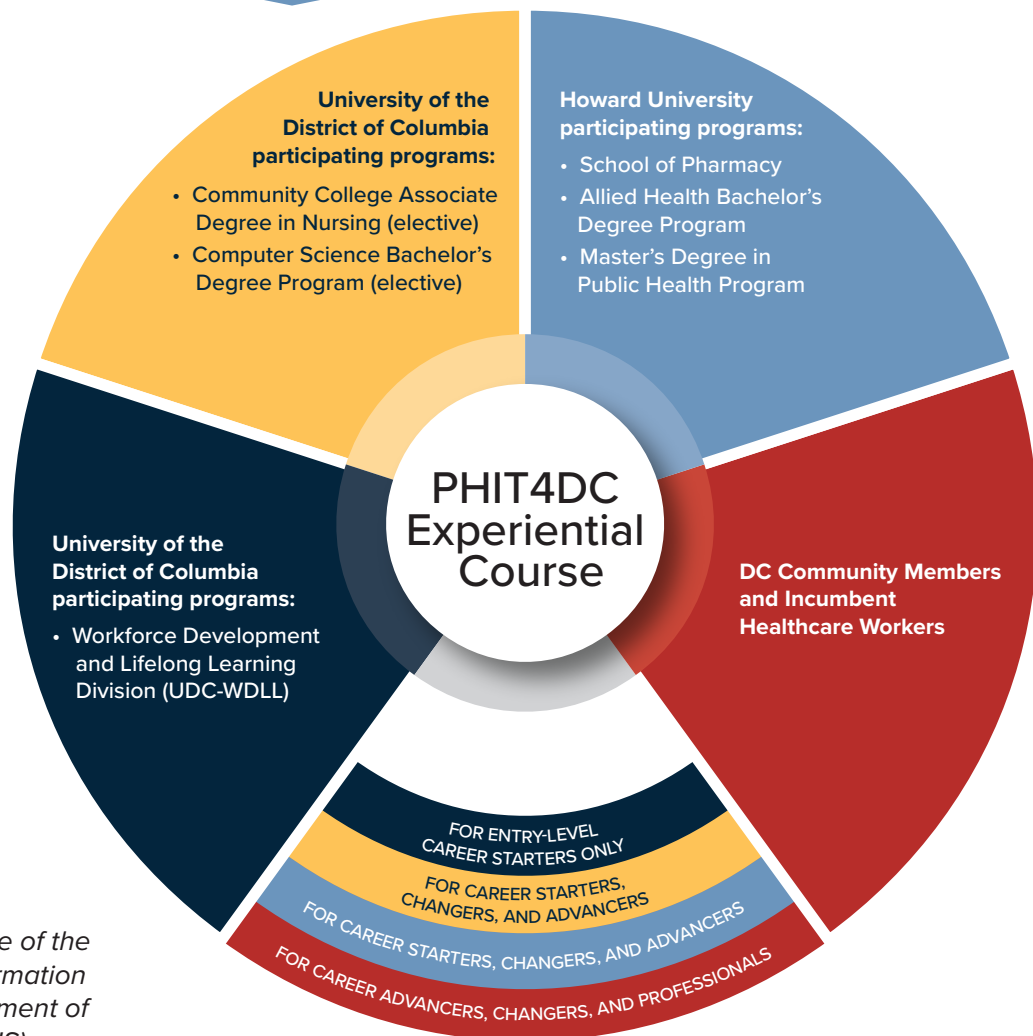 University of the
District of Columbia
participating programs:
• Community College Associate
Degree in Nursing (elective)
• Computer Science Bachelor's
Degree Program (elective)
Howard University
participating programs:
• School of Pharmacy
• Allied Health Bachelor's
Degree Program
• Master's Degree in
Public Health Program
PHIT4DC
Experiential
Course
University of the
District of Columbia
participating programs:
• Workforce Development
and Lifelong Learning
Division (UDC-WDLL)
DC Community Members
and Incumbent
Healthcare Workers
FOR ENTRY-LEVEL
CAREER STARTERS ONLY
FOR CAREER STARTERS,
CHANGERS, AND ADVANCERS
FOR CAREER STARTERS, CHANGERS, AND ADVANCERS
FOR CAREER ADVANCERS, CHANGERS, AND PROFESSIONALS
of the